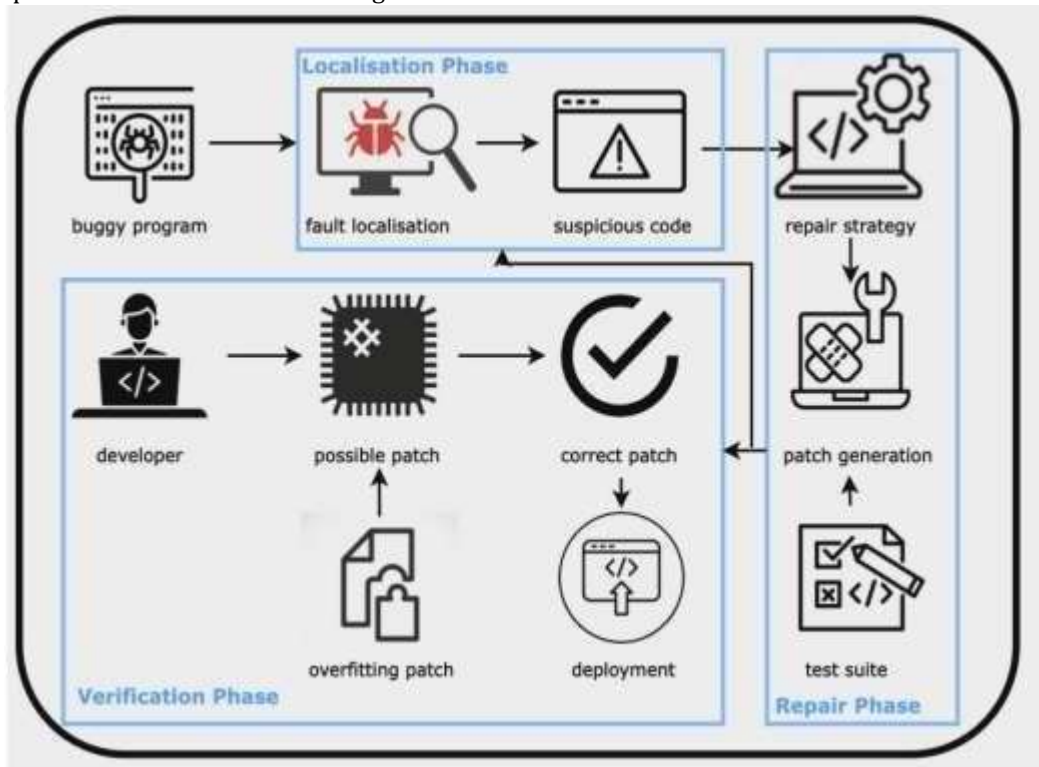 Localisation Phase
buggy program
fault localisation
suspicious code
repair strategy
developer
possible patch
correct patch
patch generation
overfitting patch
deployment
test suite
Verification Phase
Repair Phase